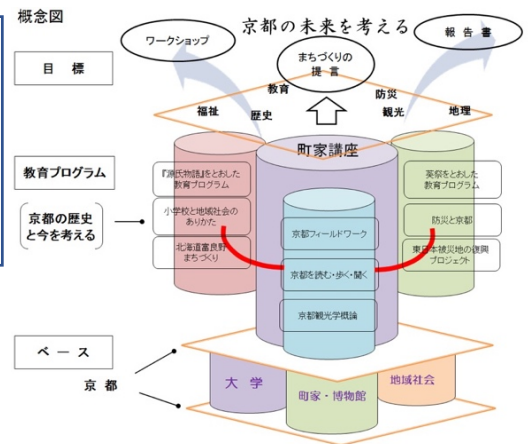 概念図
京都の未来を考える
ワークショップ
まちづくりの
提言
報告書
目標
教育
防災
福祉
歴史
観光
地理
町家講座
教育プログラム
京都の歴史
と今を考える
『源氏物語』をとおした
教育プログラム
小学校と地域社会の
ありかた
北海道富良野
まちづくり
京都フィールドワーク
京都を読む・歩く・聞く
京都観光学概論
葵祭をとおした
教育プログラム
防災と京都
東日本被災地の復興
プロジェクト
ベース
京都
大学
町家・博物館
地域社会